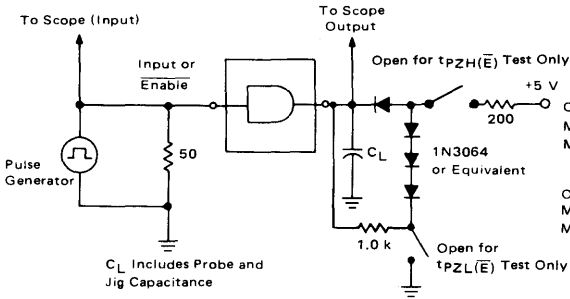 To Scope (Input)
To Scope
Output
Open for tPZH(E̅) Test Only
Input or
E̅n̅a̅b̅l̅e̅
+5 V
200
Pulse
Generator
50
CL
1N3064
or Equivalent
1.0 k
Open for
tPZL(E̅) Test Only
CL Includes Probe and
Jig Capacitance
C
M
M
O
M
M